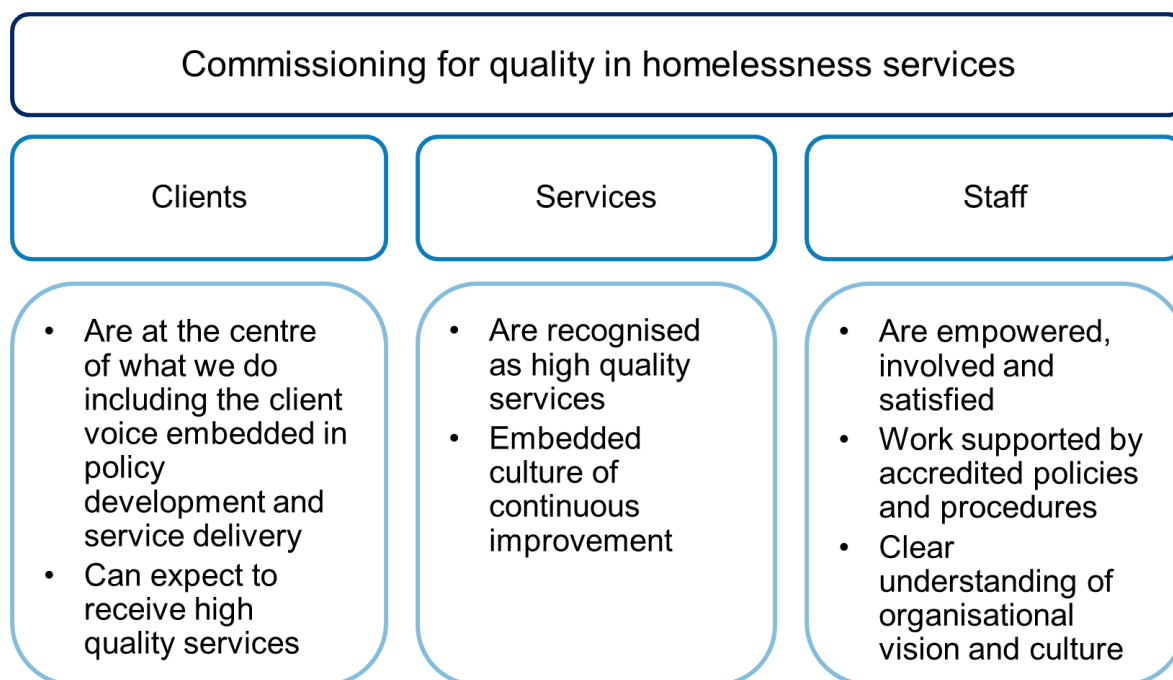 Commissioning for quality in homelessness services
Clients
Services
Staff
• Are at the centre
of what we do
including the client
voice embedded in
policy
development and
service delivery
• Can expect to
receive high
quality services
• Are recognised
as high quality
services
• Embedded
culture of
continuous
improvement
• Are empowered,
involved and
satisfied
• Work supported by
accredited policies
and procedures
• Clear
understanding of
organisational
vision and culture